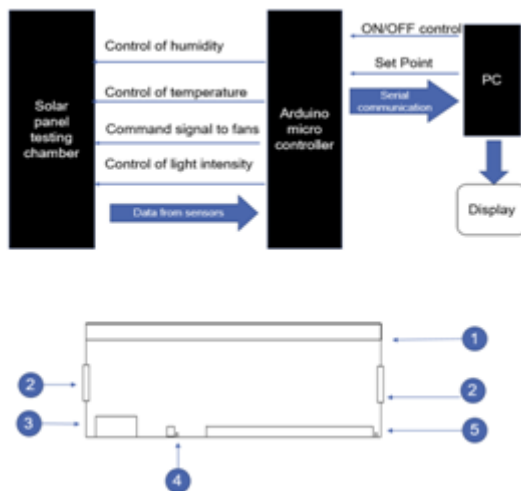 Solar
panel
testing
chamber
Control of humidity
Control of temperature
Command signal to fans
Control of light intensity
Data from sensors
Arduino
micro
controller
ON/OFF control
Set Point
Serial
communication
PC
Display
1
2
2
3
4
5